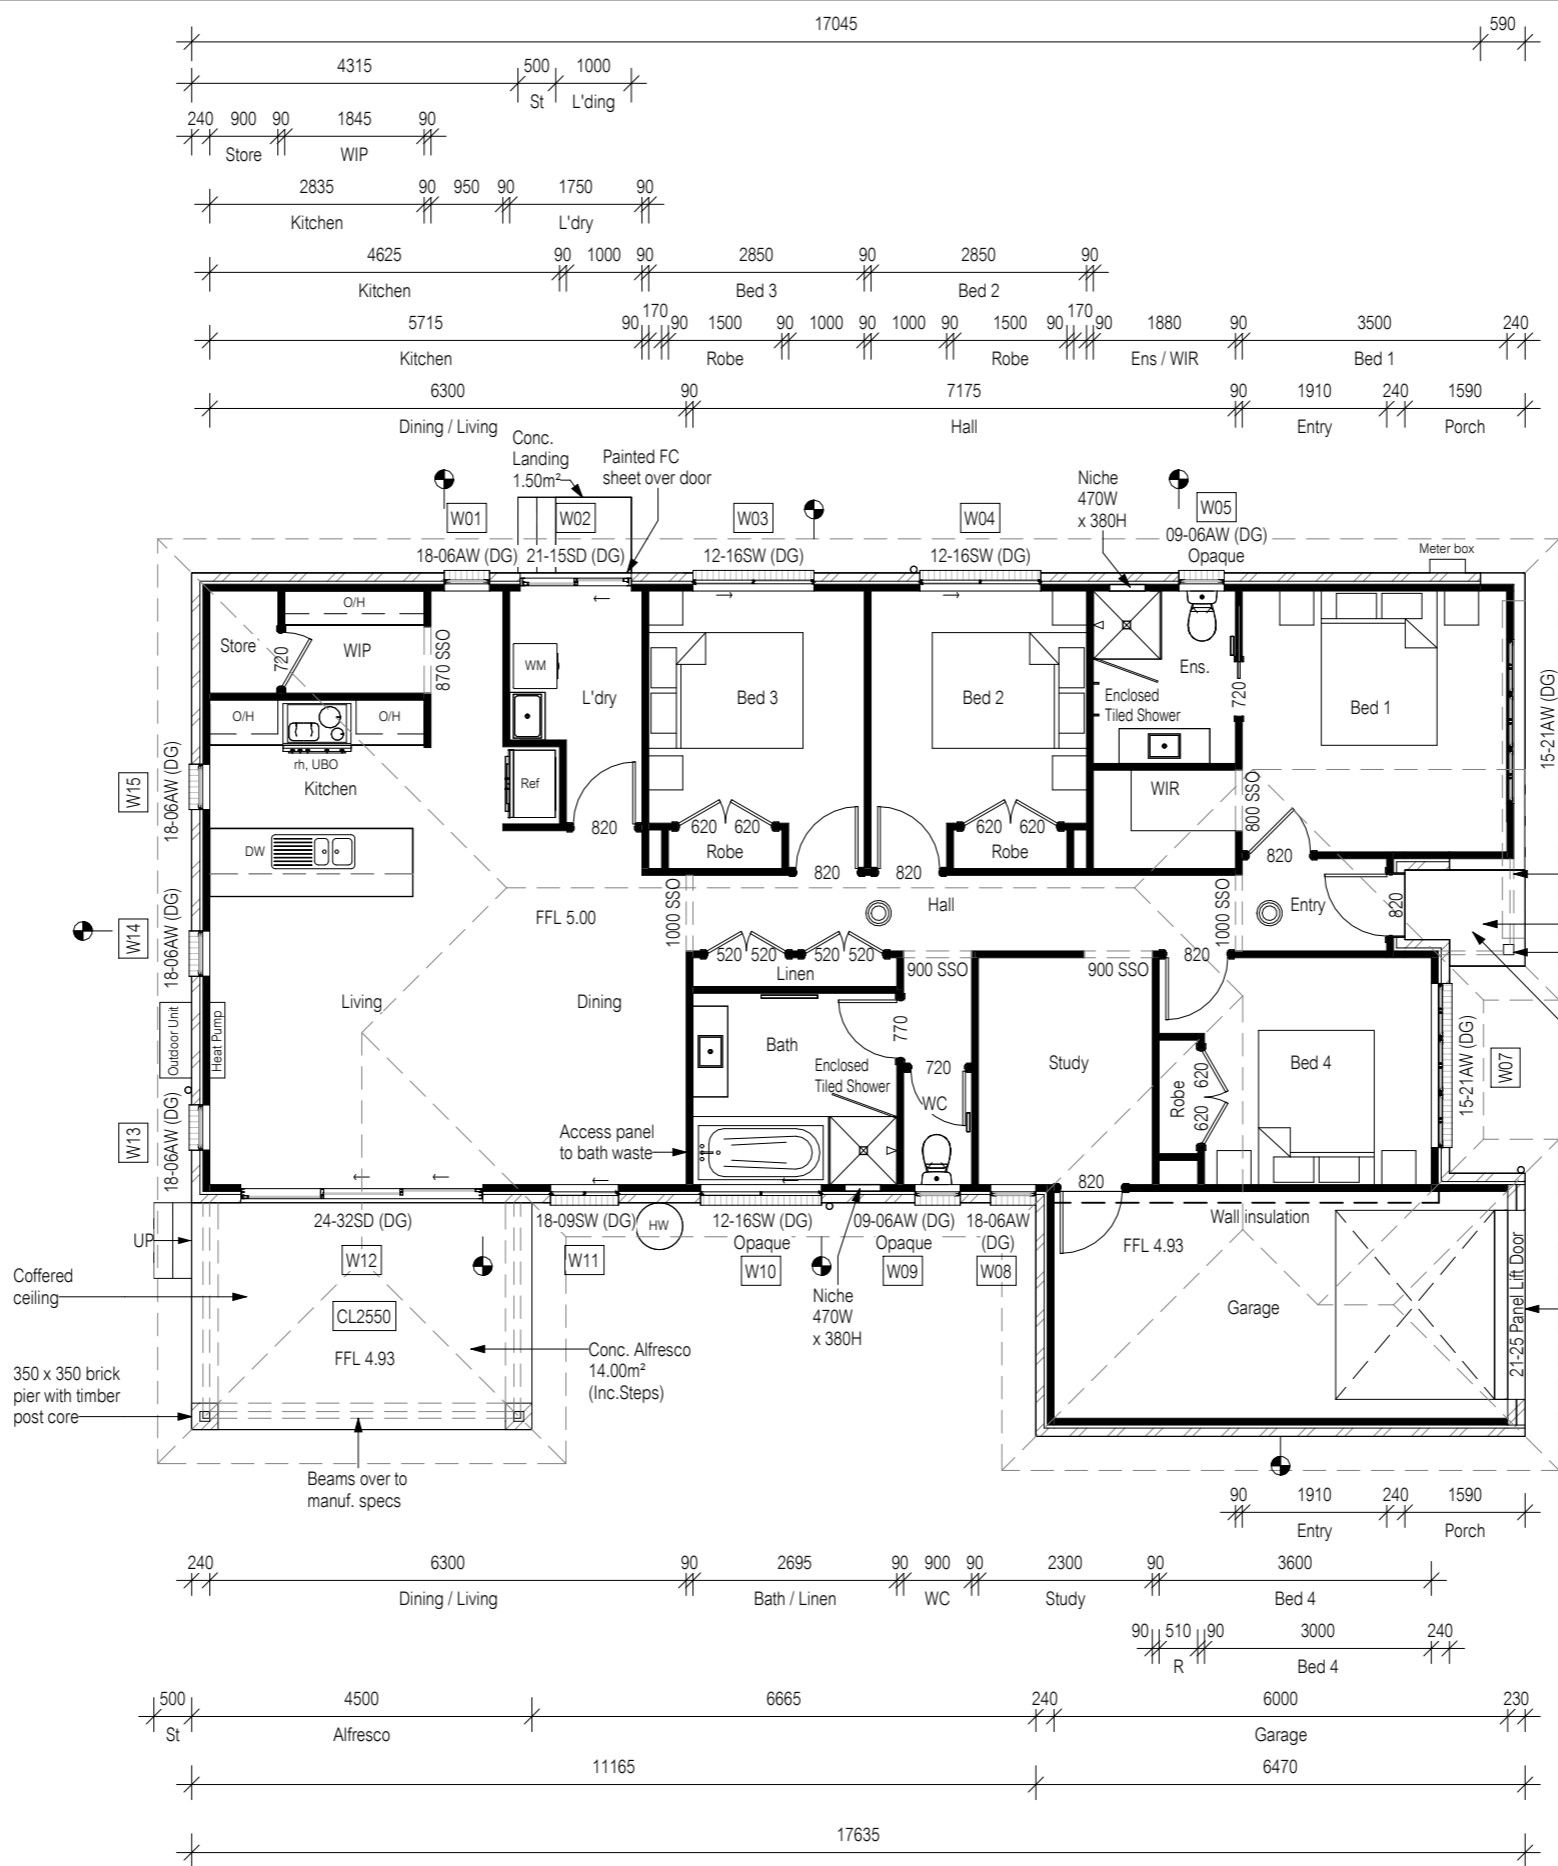 17045 590
4315 500 1000
St L'ding
240 900 90 1845 90
Store WIP
2835 90 950 90 1750 90
Kitchen L'dry
4625 90 1000 90 2850 90 2850 90
Kitchen Bed 3 Bed 2
5715 90 170 90 1500 90 1000 90 1000 90 1500 90 170 90 1880 90 3500 240
Kitchen Robe Robe Ens / WIR Bed 1
6300 90 7175 90 1910 240 1590
Dining / Living Hall Entry Porch
Conc.
Landing
1.50m²
Painted FC
sheet over door
Niche
470W
x 380H
W01 W02 W03 W04 W05
18-06AW (DG) 21-15SD (DG) 12-16SW (DG) 12-16SW (DG) 09-06AW (DG)
Opaque
Meter box
O/H
Store
720
WIP
870 SSO
WM
L'dry
Bed 3
Bed 2
Ens.
Enclosed
Tiled Shower
720
Bed 1
15-21AW (DG)
O/H O/H
rh, UBO
Kitchen
Ref
820
W15
18-06AW (DG)
DW
620 620
Robe
820
820
620 620
Robe
WIR
800 SSO
820
FFL 5.00
1000 SSO
Hall
1000 SSO
Entry
820
W14
18-06AW (DG)
520 520 520 520
Linen
900 SSO
900 SSO
820
Outdoor Unit
Heat Pump
Living
Dining
Bath
770
Enclosed
Tiled Shower
720
WC
Study
Robe
620
620
Bed 4
15-21AW (DG)
W07
W13
18-06AW (DG)
Access panel
to bath waste
820
UP
24-32SD (DG)
W12
18-09SW (DG)
W11
HW
12-16SW (DG)
Opaque
W10
09-06AW (DG)
Opaque
W09
18-06AW
(DG)
W08
Wall insulation
FFL 4.93
Coffered
ceiling
CL2550
FFL 4.93
Niche
470W
x 380H
Garage
21-25 Panel Lift Door
Conc. Alfresco
14.00m²
(Inc.Steps)
350 x 350 brick
pier with timber
post core
Beams over to
manuf. specs
90 1910 240 1590
Entry Porch
240 6300 90 2695 90 900 90 2300 90 3600
Dining / Living Bath / Linen WC Study Bed 4
90 510 90 3000 240
R Bed 4
500 4500 6665 240 6000 230
St Alfresco Garage
11165 6470
17635